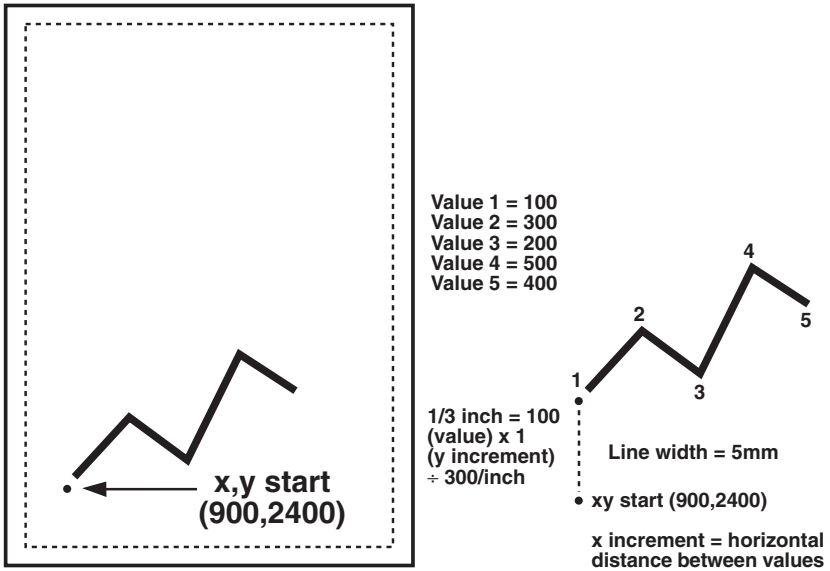 x,y start
(900,2400)
Value 1 = 100
Value 2 = 300
Value 3 = 200
Value 4 = 500
Value 5 = 400
1
2
3
4
5
1/3 inch = 100
(value) x 1
(y increment)
÷ 300/inch
Line width = 5mm
xy start (900,2400)
x increment = horizontal
distance between values